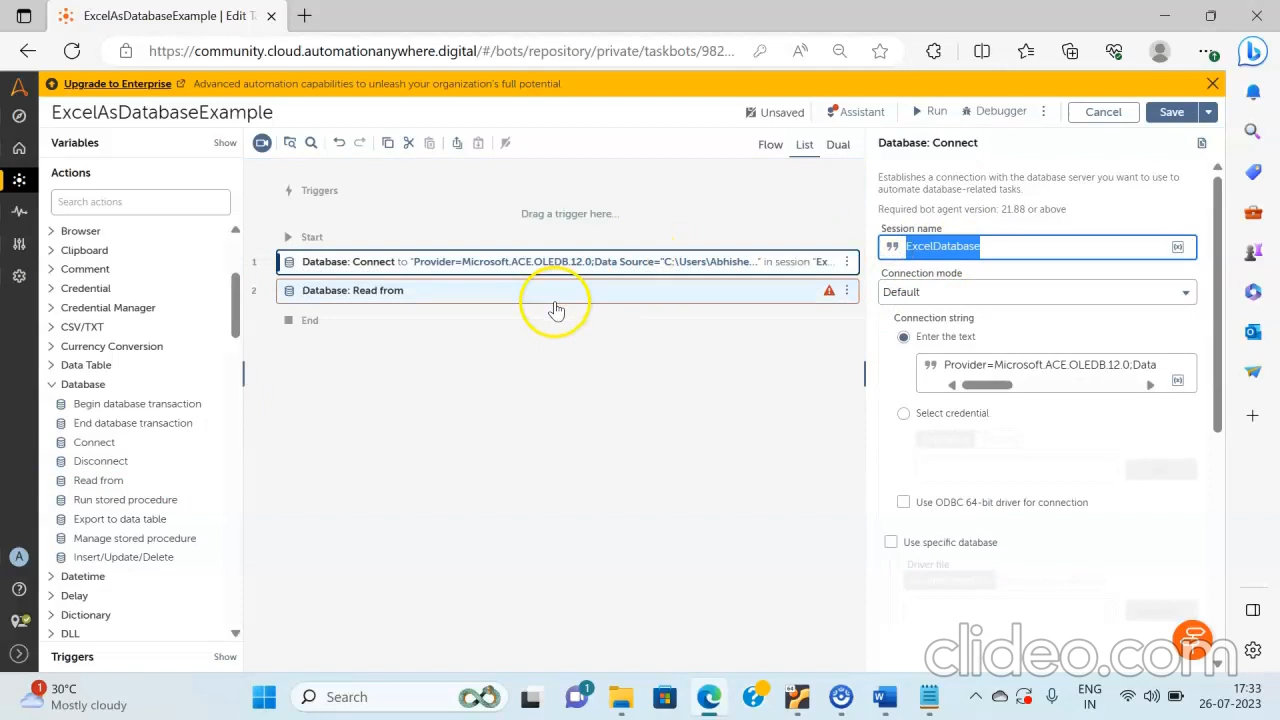 ExcelAsDatabaseExample | Edit Ta
https://community.cloud.automationanywhere.digital/#/bots/repository/private/taskbots/982...
Upgrade to Enterprise Advanced automation capabilities to unleash your organization's full potential
ExcelAsDatabaseExample
Unsaved
Assistant
Run
Debugger
Cancel
Save
Variables
Show
Flow
List
Dual
Database: Connect
Actions
Search actions
Browser
Clipboard
Comment
Credential
Credential Manager
CSV/TXT
Currency Conversion
Data Table
Database
Begin database transaction
End database transaction
Connect
Disconnect
Read from
Run stored procedure
Export to data table
Manage stored procedure
Insert/Update/Delete
Datetime
Delay
Dictionary
DLL
Triggers
Show
Triggers
Drag a trigger here...
Start
1 Database: Connect to "Provider=Microsoft.ACE.OLEDB.12.0;Data Source="C:\Users\Abhishe..." in session "Ex...
2 Database: Read from
End
Establishes a connection with the database server you want to use to
automate database-related tasks.
Required bot agent version: 21.88 or above
Session name
ExcelDatabase
Connection mode
Default
Connection string
Enter the text
Provider=Microsoft.ACE.OLEDB.12.0;Data
Select credential
Use ODBC 64-bit driver for connection
Use specific database
Driver file
clideo.com
1
30°C
Mostly cloudy
Search
1
ENG
IN
17:33
26-07-2023